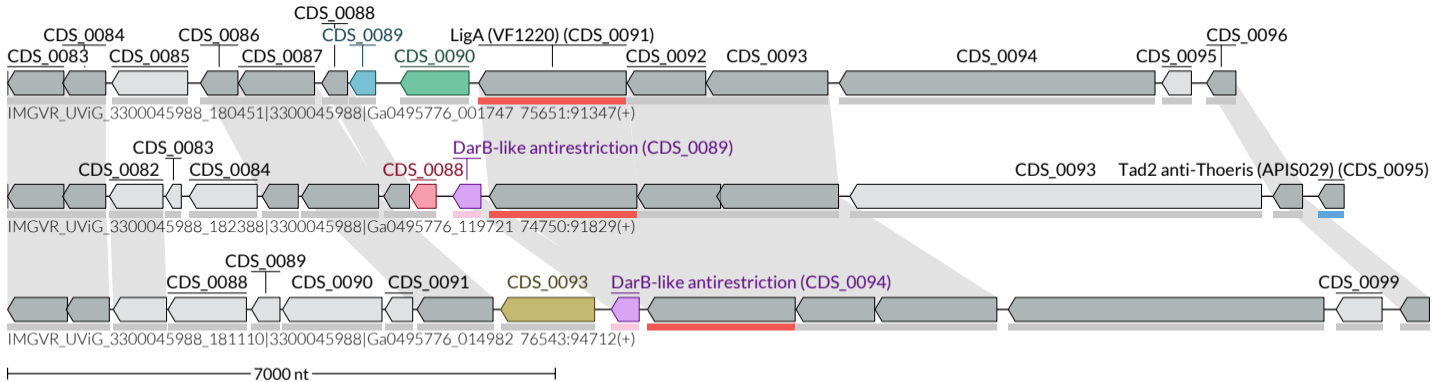 CDS_0088
CDS_0084 CDS_0086 CDS_0089 LigA (VF1220) (CDS_0091) CDS_0096
CDS_0083 CDS_0085 CDS_0087 CDS_0090 CDS_0092 CDS_0093 CDS_0094 CDS_0095
IMGVR_UViG_3300045988_180451|3300045988|Ga0495776_001747 75651:91347(+)
CDS_0083 DarB-like antirestriction (CDS_0089)
CDS_0082 CDS_0084 CDS_0088 CDS_0093 Tad2 anti-Thoeris (APIS029) (CDS_0095)
IMGVR_UViG_3300045988_182388|3300045988|Ga0495776_119721 74750:91829(+)
CDS_0089
CDS_0088 CDS_0090 CDS_0091 CDS_0093 DarB-like antirestriction (CDS_0094) CDS_0099
IMGVR_UViG_3300045988_181110|3300045988|Ga0495776_014982 76543:94712(+)
7000 nt